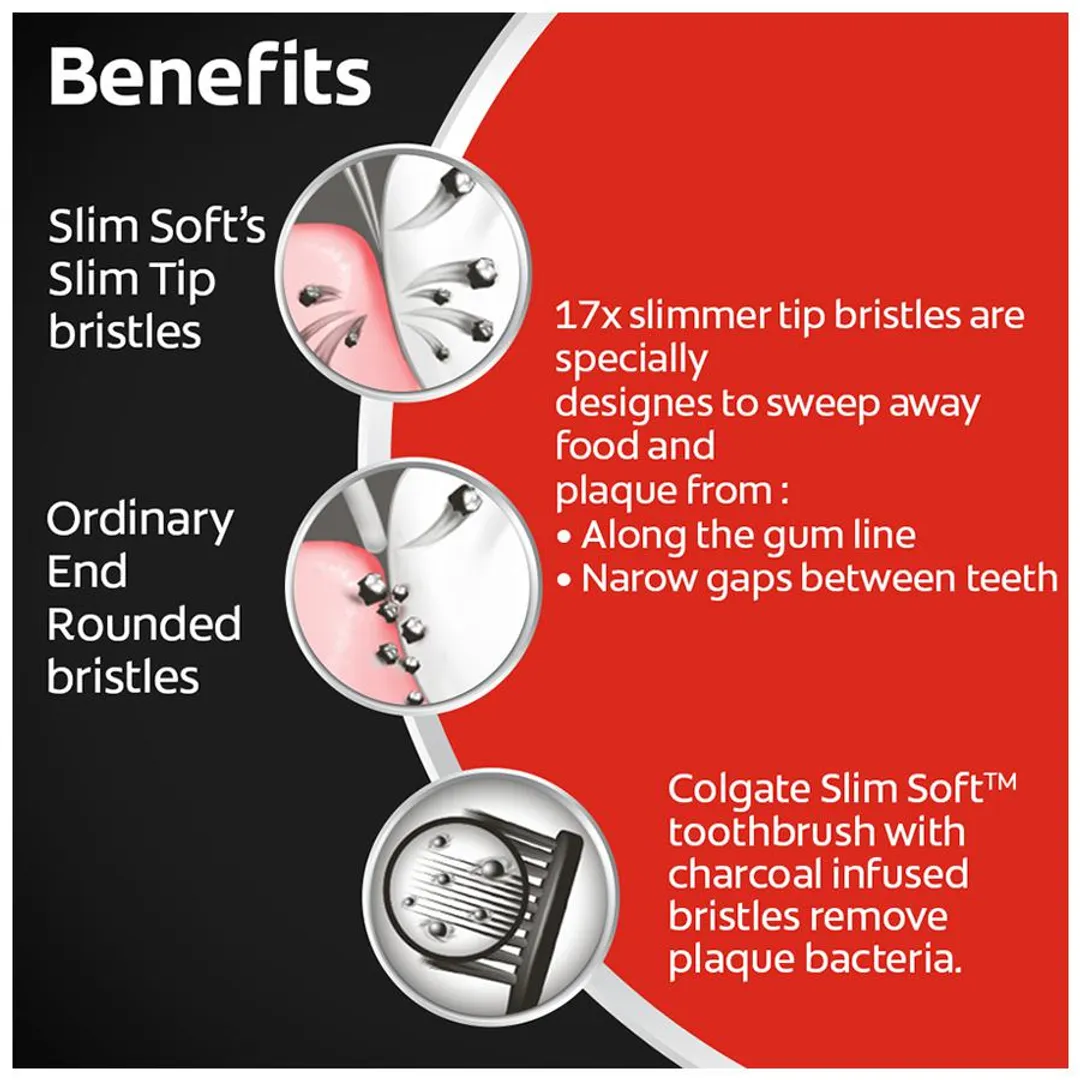 Benefits
Slim Soft's
Slim Tip
bristles
17x slimmer tip bristles are
specially
designes to sweep away
food and
plaque from :
• Along the gum line
• Narow gaps between teeth
Ordinary
End
Rounded
bristles
Colgate Slim Soft™
toothbrush with
charcoal infused
bristles remove
plaque bacteria.